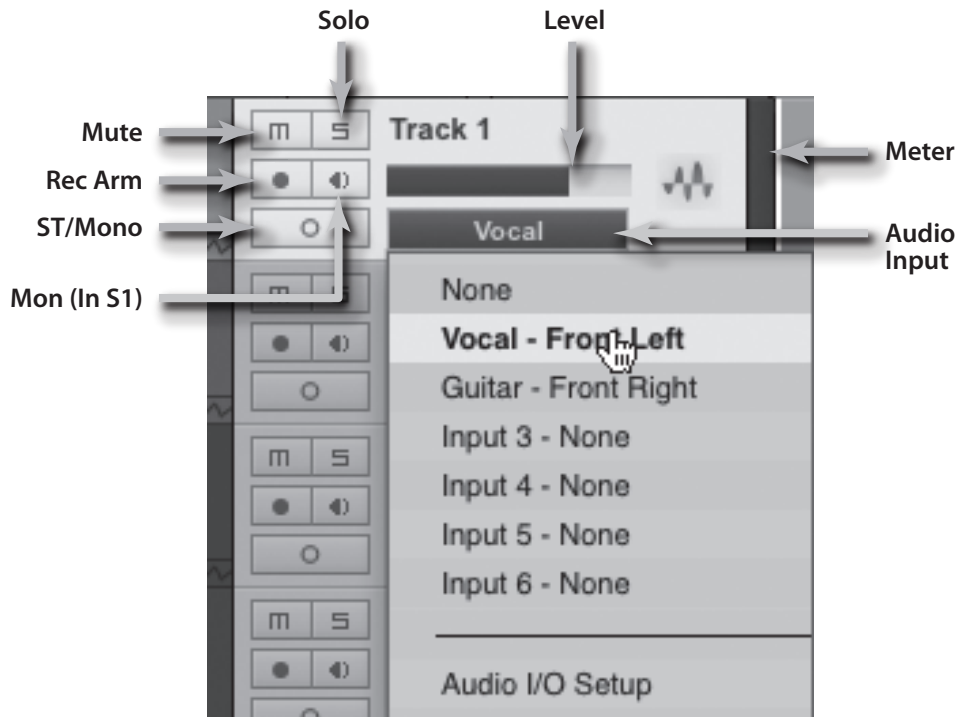 Solo
Level
Mute
Rec Arm
ST/Mono
Mon (In S1)
Meter
Audio
Input
m S Track 1
Vocal
m S
None
Vocal - Front Left
Guitar - Front Right
Input 3 - None
m S
Input 4 - None
Input 5 - None
Input 6 - None
m S
Audio I/O Setup